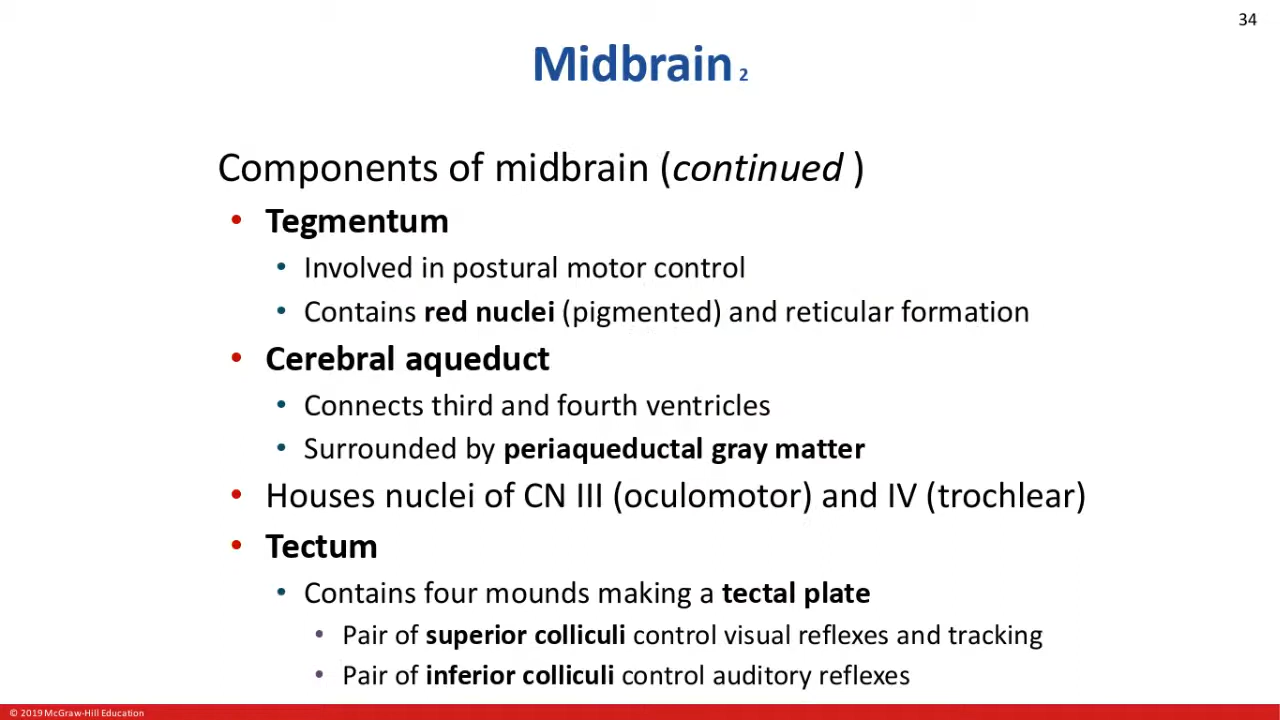 34
Midbrain 2
Components of midbrain (continued )
• Tegmentum
• Involved in postural motor control
• Contains red nuclei (pigmented) and reticular formation
• Cerebral aqueduct
• Connects third and fourth ventricles
• Surrounded by periaqueductal gray matter
• Houses nuclei of CN III (oculomotor) and IV (trochlear)
• Tectum
• Contains four mounds making a tectal plate
• Pair of superior colliculi control visual reflexes and tracking
• Pair of inferior colliculi control auditory reflexes
© 2019 McGraw-Hill Education